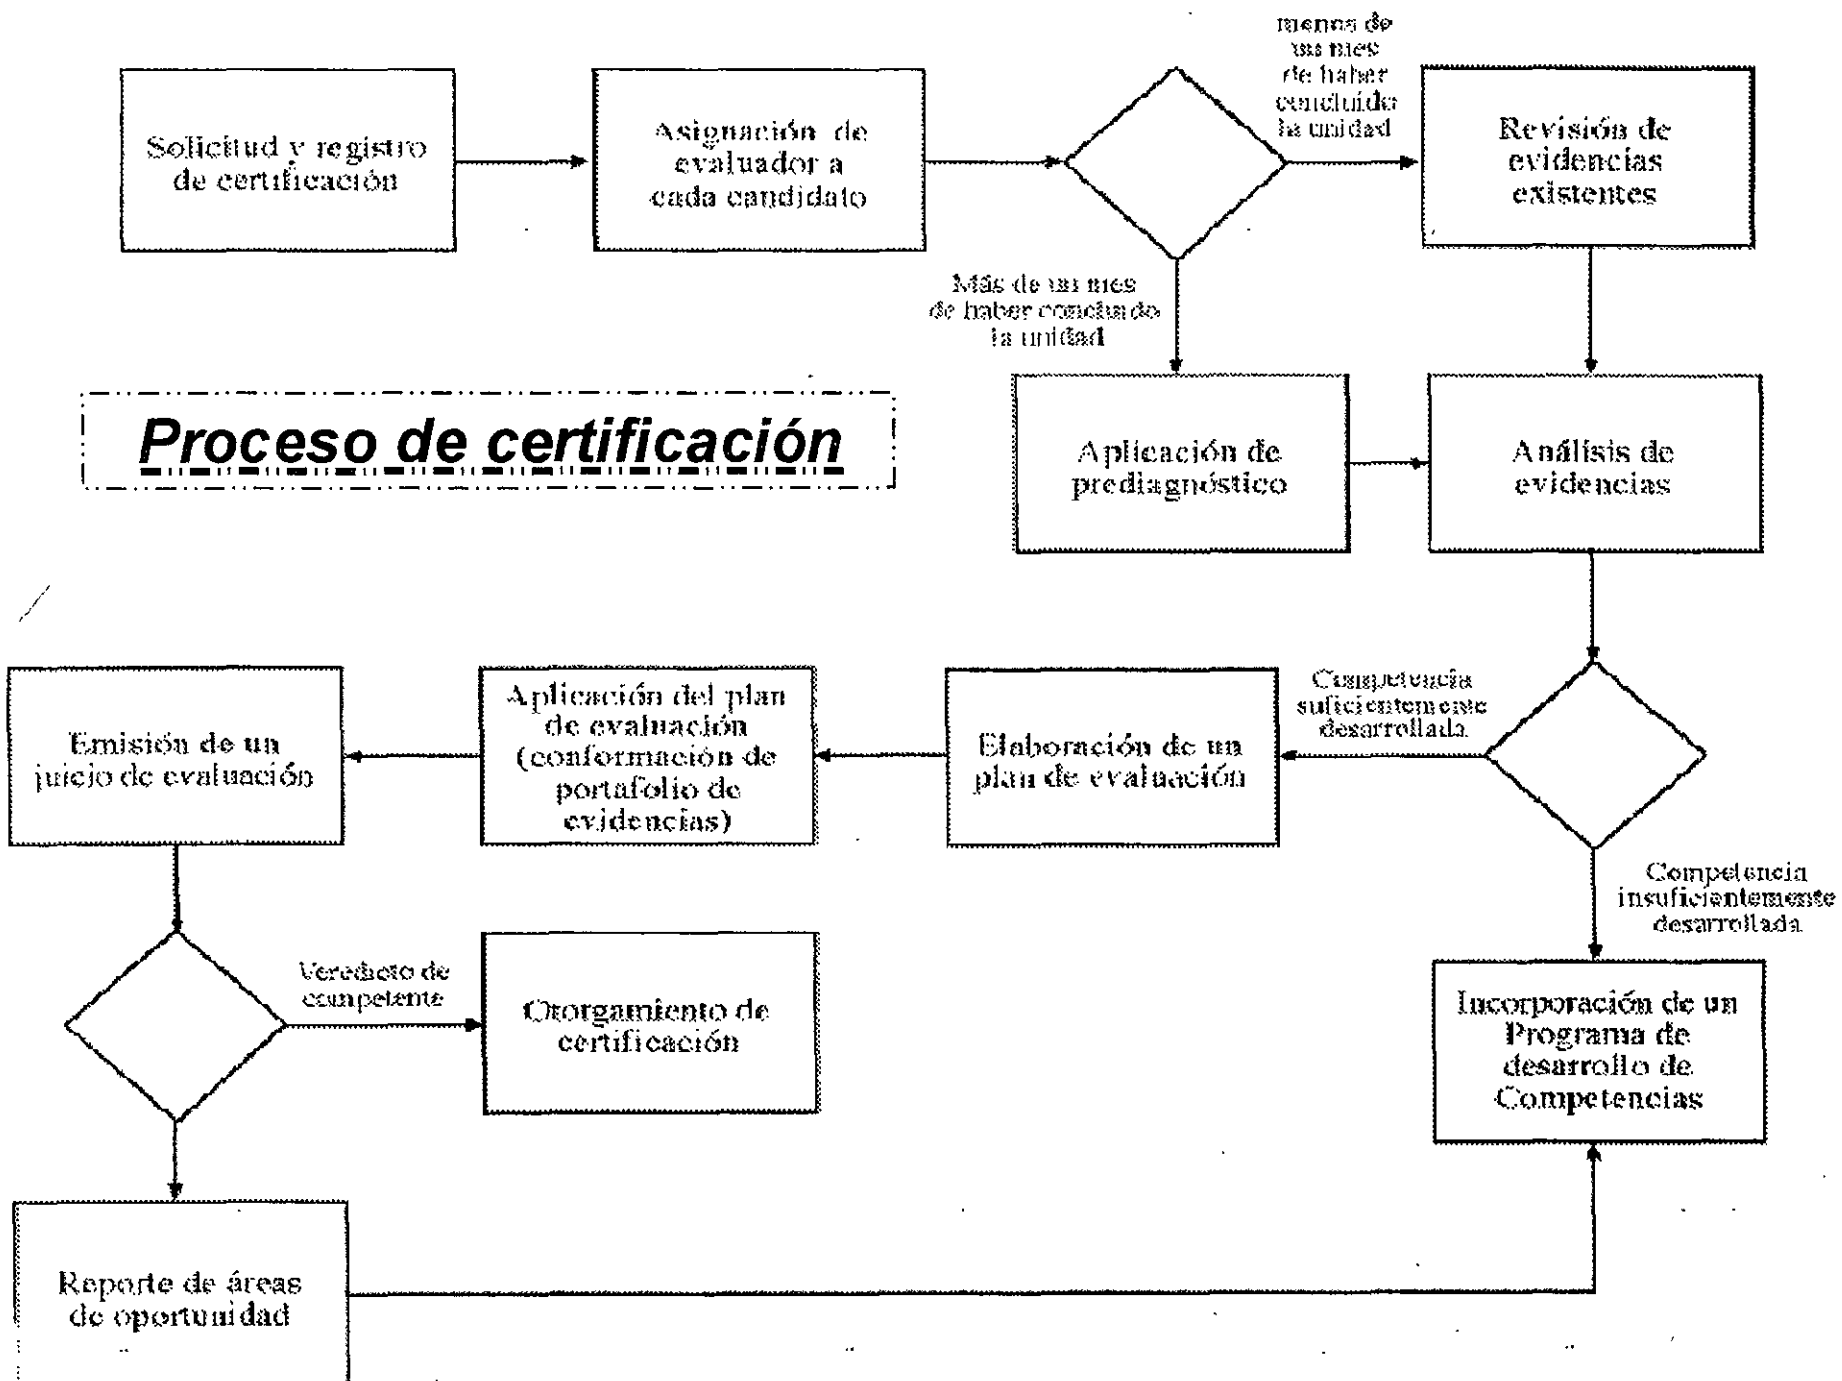 menos de
un mes
de haber
concluído
la unidad
Solicitud y registro
de certificación
Asignación de
evaluador a
cada candidato
Revisión de
evidencias
existentes
Más de un mes
de haber concluido
la unidad
Proceso de certificación
Aplicación de
prediagnóstico
Análisis de
evidencias
Emisión de un
juicio de evaluación
Aplicación del plan
de evaluación
(conformación de
portafolio de
evidencias)
Elaboración de un
plan de evaluación
Competencia
suficientemente
desarrollada
Competencia
insuficientemente
desarrollada
Veredicto de
competente
Otorgamiento de
certificación
Incorporación de un
Programa de
desarrollo de
Competencias
Reporte de áreas
de oportunidad